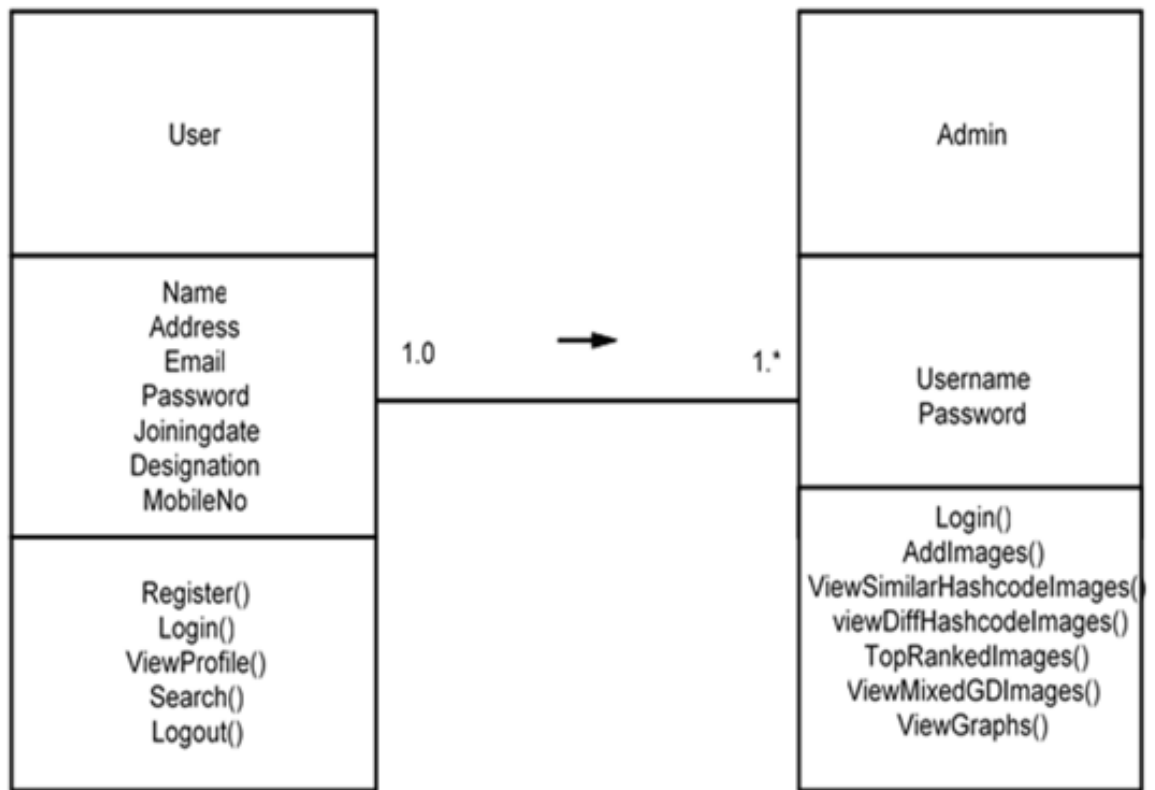 User
Name
Address
Email
Password
Joiningdate
Designation
MobileNo
Register()
Login()
ViewProfile()
Search()
Logout()
1.0
1.*
Admin
Username
Password
Login()
AddImages()
ViewSimilarHashcodeImages()
viewDiffHashcodeImages()
TopRankedImages()
ViewMixedGDImages()
ViewGraphs()